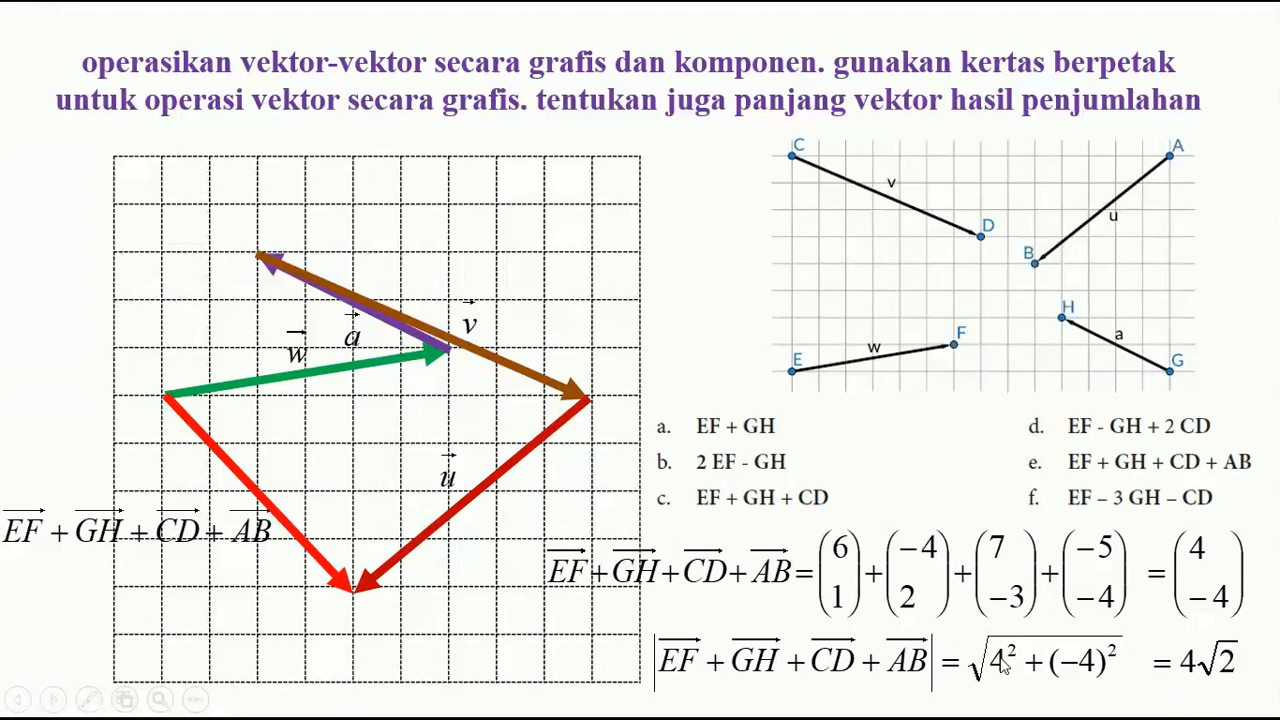 operasikan vektor-vektor secara grafis dan komponen. gunakan kertas berpetak
untuk operasi vektor secara grafis. tentukan juga panjang vektor hasil penjumlahan
C
A
v
u
D
B
H
F
a
w
E
G
v
a
w
u
a. EF + GH
d. EF - GH + 2 CD
b. 2 EF - GH
e. EF + GH + CD + AB
c. EF + GH + CD
f. EF – 3 GH – CD
EF + GH + CD + AB
EF + GH + CD + AB = (6 1) + (−4 2) + (7 −3) + (−5 −4) = (4 −4)
|EF + GH + CD + AB| = √4² + (−4)² = 4√2